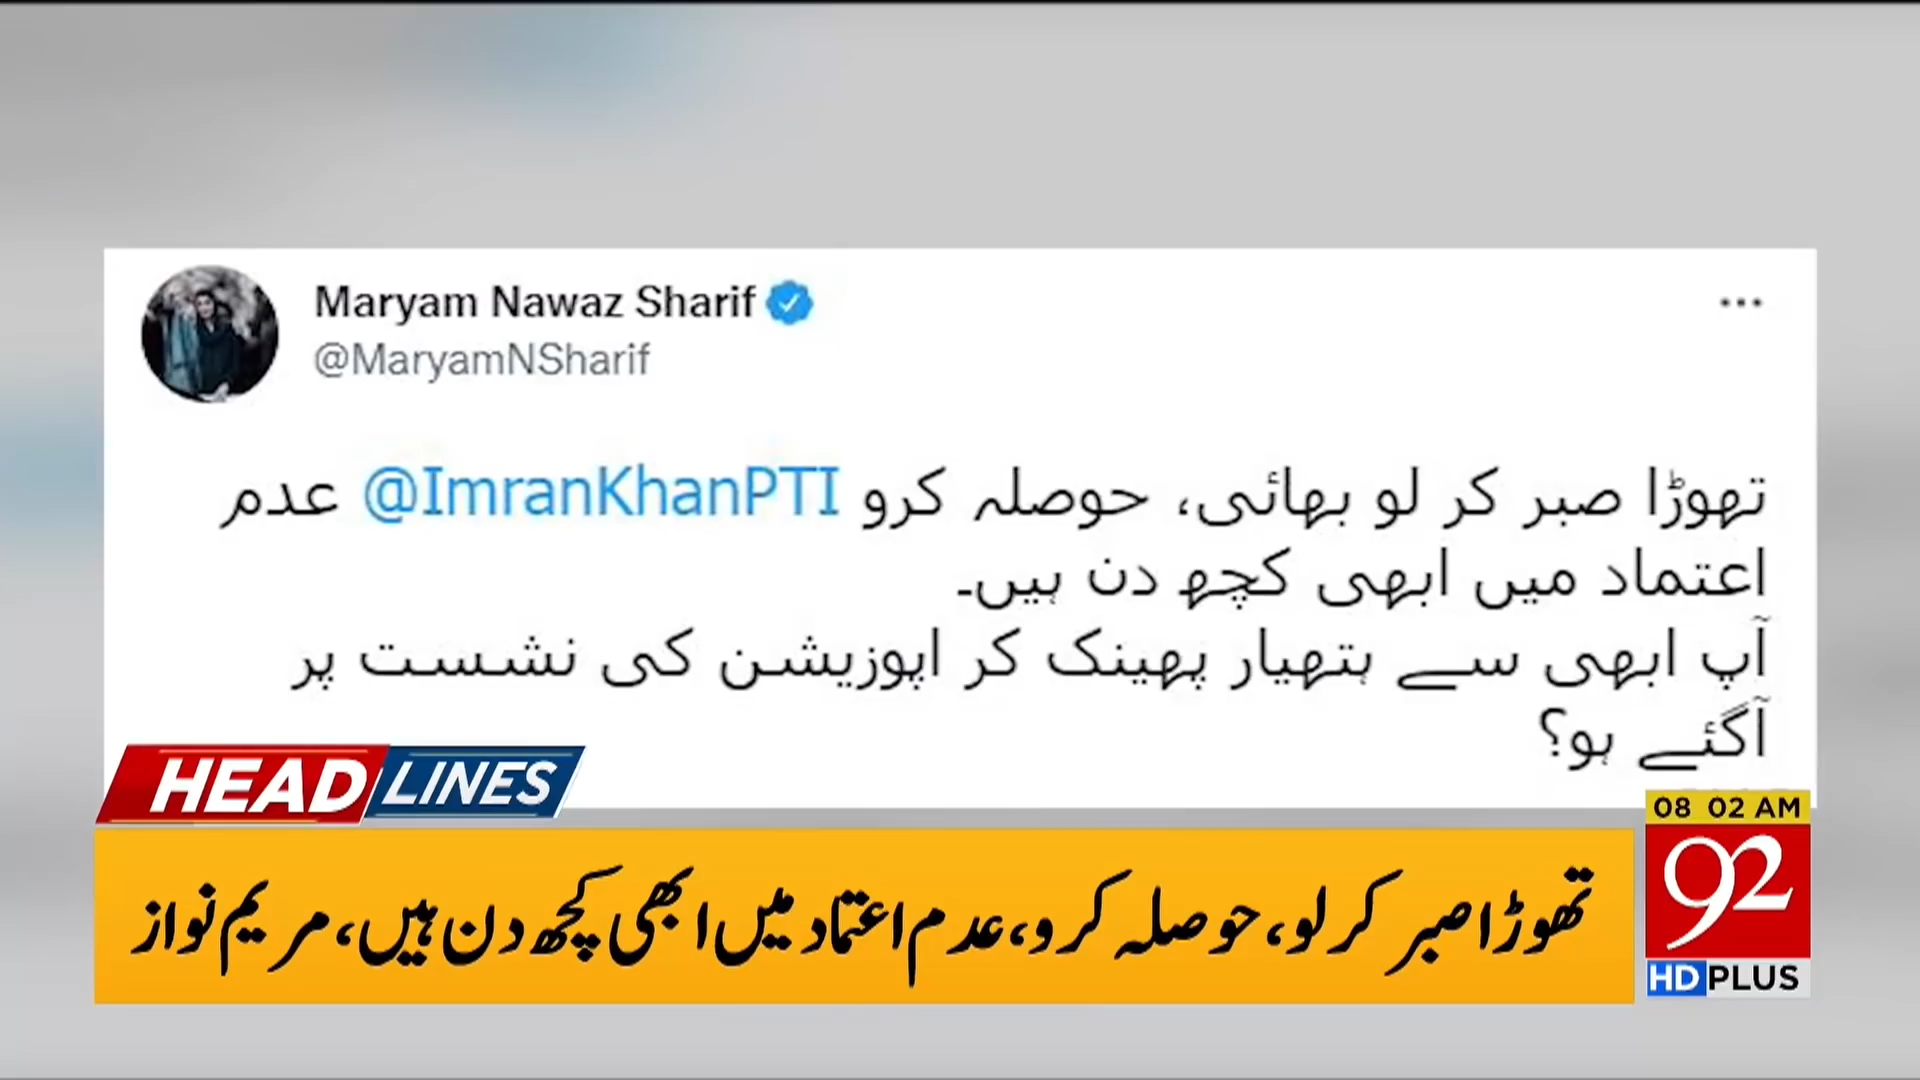 Maryam Nawaz Sharif
@MaryamNSharif
تھوڑا صبر کر لو بھائی، حوصلہ کرو @ImranKhanPTI عدم
اعتماد میں ابھی کچھ دن ہیں۔
آپ ابھی سے ہتھیار پھینک کر اپوزیشن کی نشست پر
آگئے ہو؟
HEADLINES
08 02 AM
تھوڑا صبر کر لو، حوصلہ کرو، عدم اعتماد میں ابھی کچھ دن ہیں، مریم نواز
92
HD PLUS